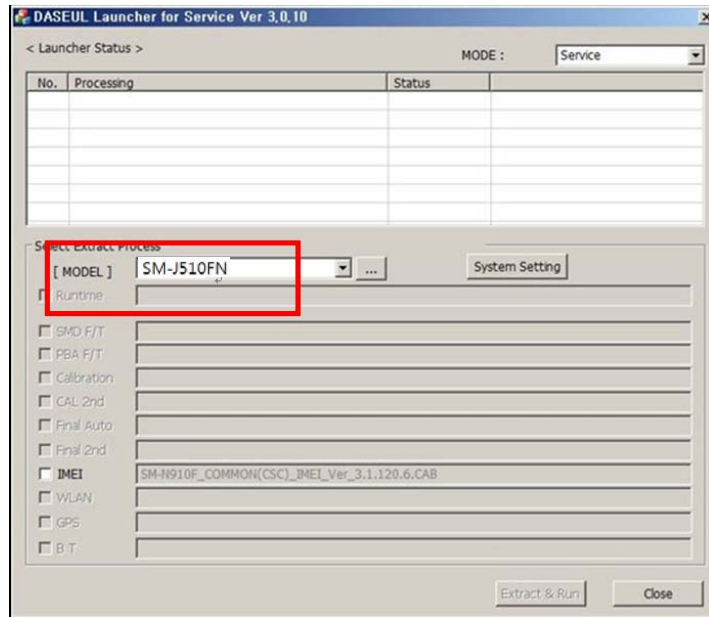 DASEUL Launcher for Service Ver 3,0,10
< Launcher Status >
MODE : Service
No. Processing Status
Select Extract Process
[ MODEL ] SM-J510FN ... System Setting
Runtime
SMD F/T
PBA F/T
Calibration
CAL 2nd
Final Auto
Final 2nd
IMEI SM-N910F_COMMON(CSC)_IMEI_Ver_3.1.120.6.CAB
WLAN
GPS
B T
Extract & Run Close